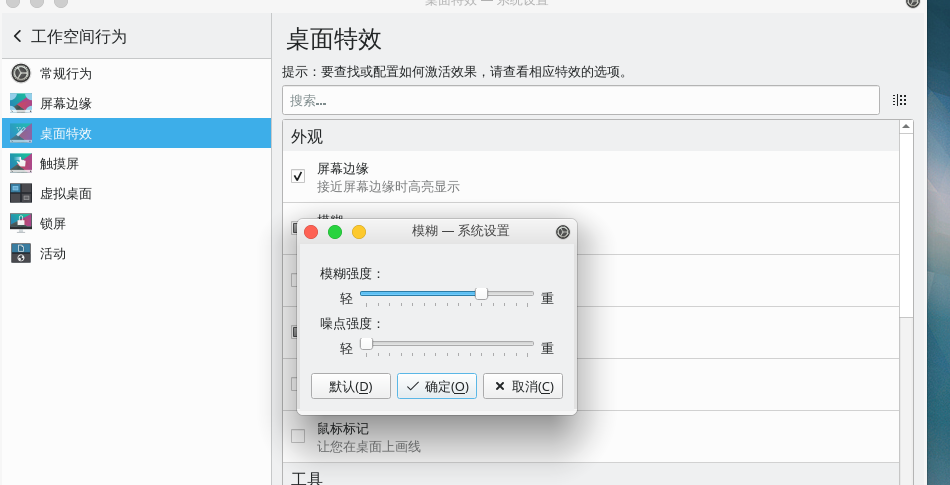 桌面特效 — 系统设置
工作空间行为
常规行为
屏幕边缘
桌面特效
触摸屏
虚拟桌面
锁屏
活动
桌面特效
提示：要查找或配置如何激活效果，请查看相应特效的选项。
搜索...
外观
屏幕边缘
接近屏幕边缘时高亮显示
模糊
模糊 — 系统设置
模糊强度：
轻 重
噪点强度：
轻 重
默认(D) 确定(O) 取消(C)
鼠标标记
让您在桌面上画线
工具